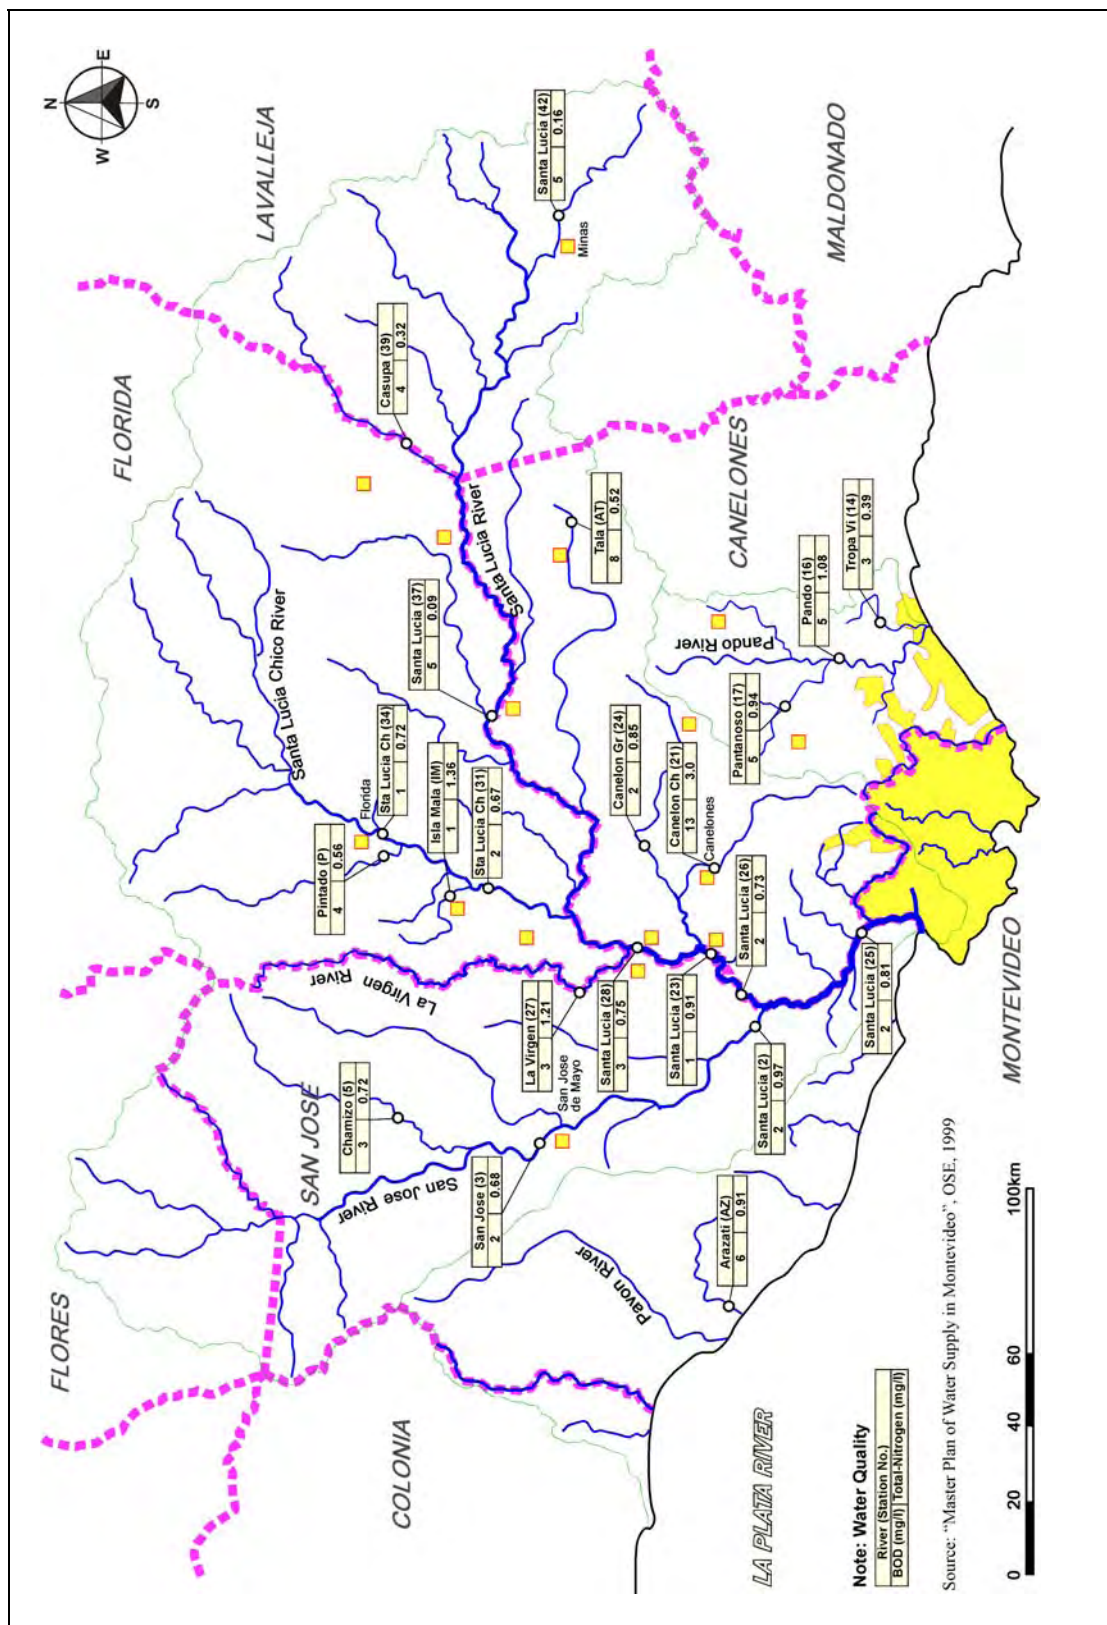 N
W E
S
FLORES
FLORIDA
LAVALLEJA
SAN JOSE
COLONIA
CANELONES
MALDONADO
MONTEVIDEO
LA PLATA RIVER
Santa Lucia Chico River
La Virgen River
San Jose River
Santa Lucia River
Pavon River
Pando River
Florida
Minas
San Jose
de Mayo
Canelones
Chamizo (5)
3 0.72
Pintado (P)
4 0.56
Sta Lucia Ch (34)
1 0.72
Isla Mala (IM)
1 1.36
Sta Lucia Ch (31)
2 0.67
Casupa (39)
4 0.32
Santa Lucia (42)
5 0.16
Santa Lucia (37)
5 0.09
San Jose (3)
2 0.68
La Virgen (27)
3 1.21
Santa Lucia (28)
3 0.75
Santa Lucia (23)
1 0.91
Canelon Gr (24)
2 0.85
Canelon Ch (21)
13 3.0
Tala (AT)
8 0.52
Arazati (AZ)
6 0.91
Santa Lucia (2)
2 0.97
Santa Lucia (26)
2 0.73
Santa Lucia (25)
2 0.81
Pantanoso (17)
5 0.94
Pando (16)
5 1.08
Tropa Vi (14)
3 0.39
Note: Water Quality
River (Station No.)
BOD (mg/l) Total-Nitrogen (mg/l)
Source: "Master Plan of Water Supply in Montevideo", OSE, 1999
0 20 40 60 100km